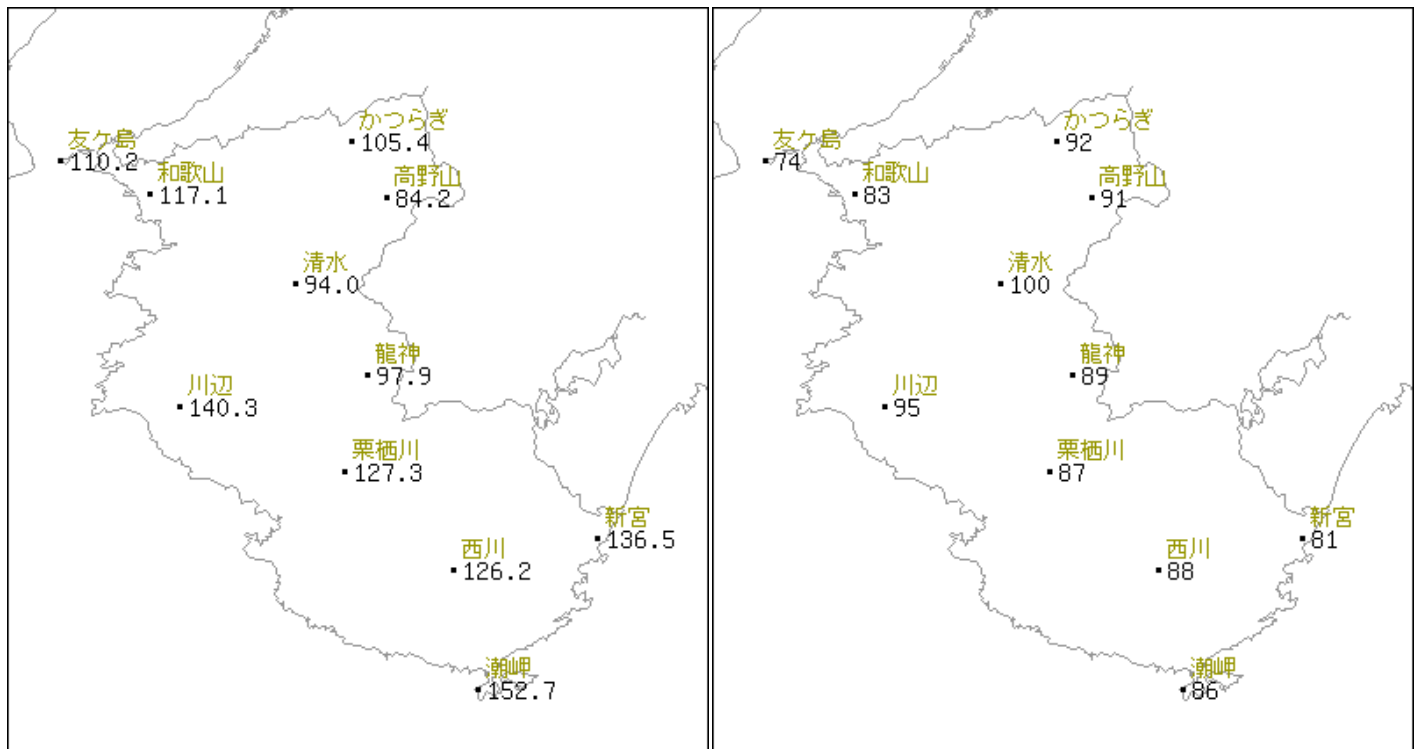 かつらぎ
105.4
友ケ島
110.2
和歌山
117.1
高野山
84.2
清水
94.0
龍神
97.9
川辺
140.3
栗栖川
127.3
新宮
136.5
西川
126.2
潮岬
152.7
かつらぎ
92
友ケ島
74
和歌山
83
高野山
91
清水
100
龍神
89
川辺
95
栗栖川
87
新宮
81
西川
88
潮岬
86